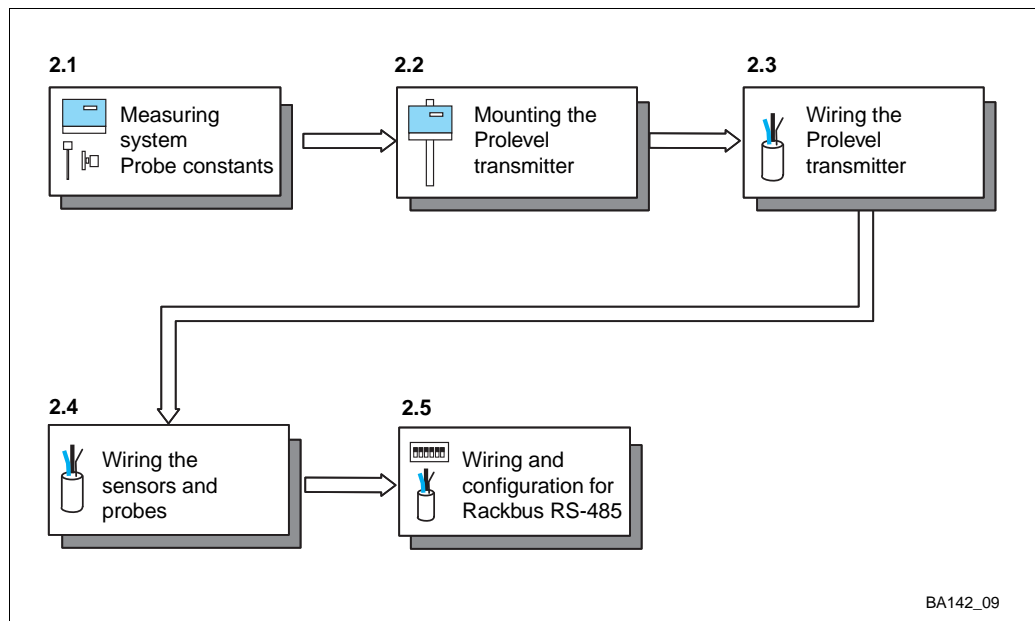 2.1
Measuring
system
Probe constants
2.2
Mounting the
Prolevel
transmitter
2.3
Wiring the
Prolevel
transmitter
2.4
Wiring the
sensors and
probes
2.5
Wiring and
configuration for
Rackbus RS-485
BA142_09